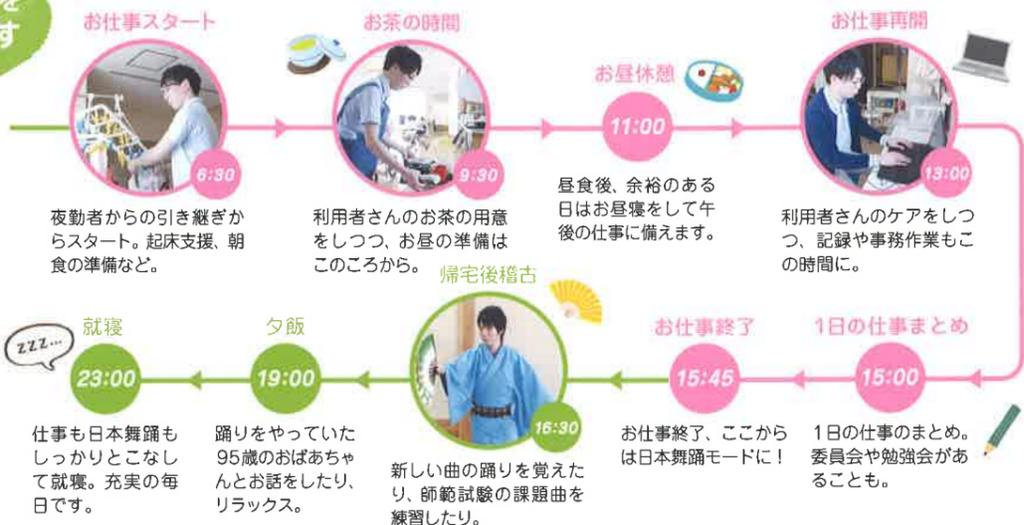 を
す
お仕事スタート
6:30
夜勤者からの引き継ぎか
らスタート。起床支援、朝
食の準備など。
お茶の時間
9:30
利用者さんのお茶の用意
をしつつ、お昼の準備は
このころから。
お昼休憩
11:00
昼食後、余裕のある
日はお昼寝をして午
後の仕事に備えます。
お仕事再開
13:00
利用者さんのケアをしつ
つ、記録や事務作業もこ
の時間に。
1日の仕事まとめ
15:00
1日の仕事のまとめ。
委員会や勉強会があ
ることも。
お仕事終了
15:45
お仕事終了、ここから
は日本舞踊モードに！
帰宅後稽古
16:30
新しい曲の踊りを覚えた
り、師範試験の課題曲を
練習したり。
夕飯
19:00
踊りをやっていた
95歳のおばあちゃ
んとお話をしたり、
リラックス。
就寝
zzz...
23:00
仕事も日本舞踊も
しっかりとこなし
て就寝。充実の毎
日です。